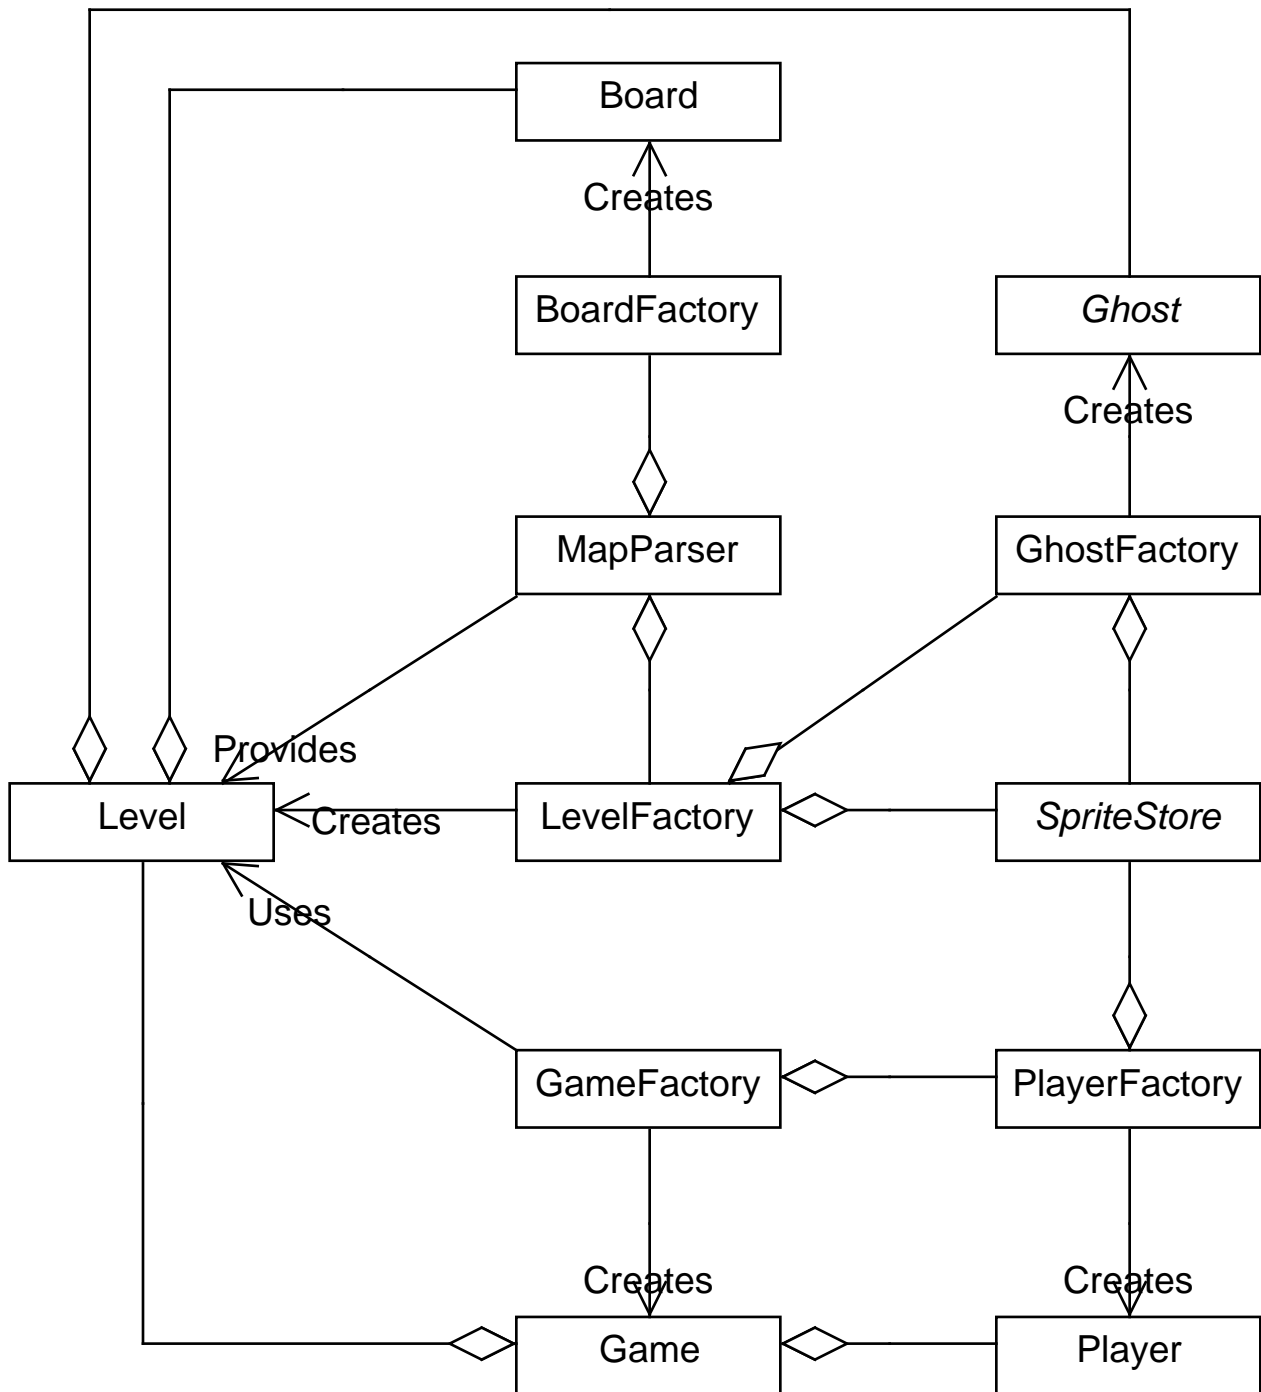 Board
Creates
BoardFactory
Ghost
Creates
MapParser
GhostFactory
Provides
Level
Creates
LevelFactory
SpriteStore
Uses
GameFactory
PlayerFactory
Creates
Creates
Game
Player